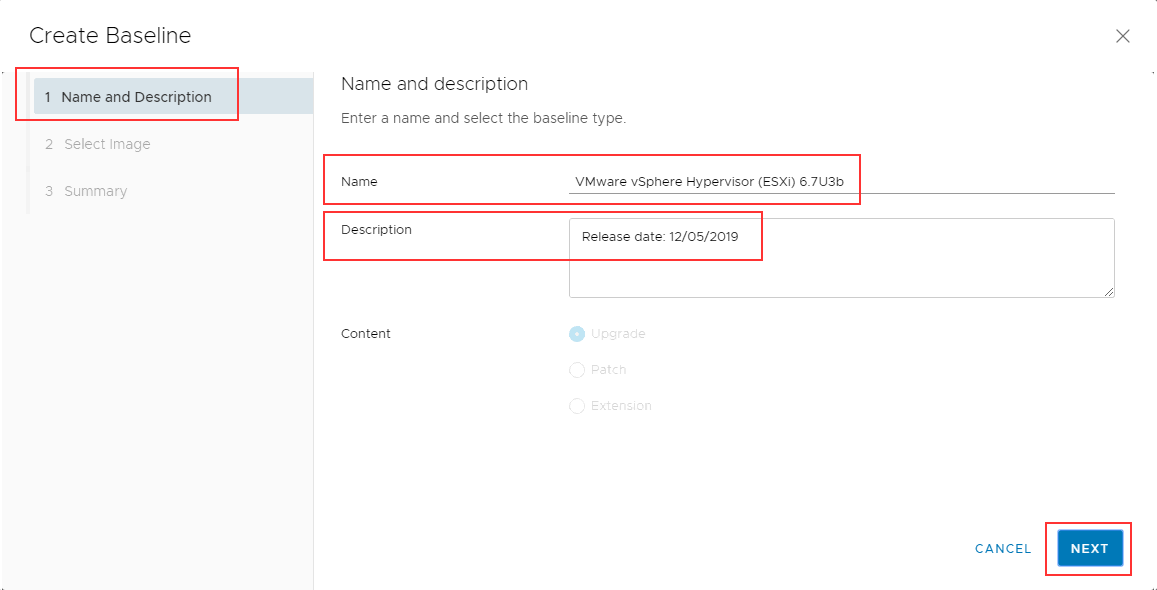 Create Baseline
1 Name and Description
2 Select Image
3 Summary
Name and description
Enter a name and select the baseline type.
Name VMware vSphere Hypervisor (ESXi) 6.7U3b
Description Release date: 12/05/2019
Content Upgrade
Patch
Extension
CANCEL NEXT